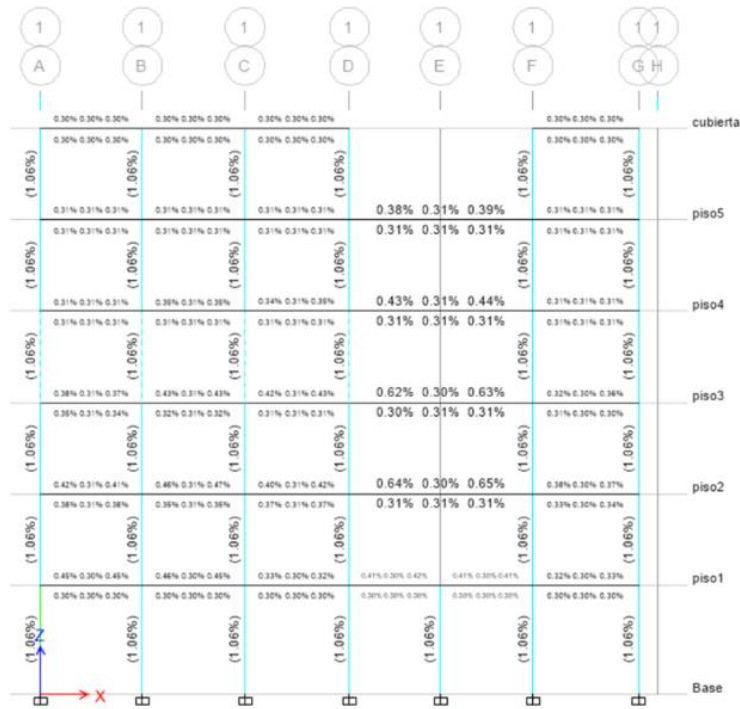 1 1 1 1 1 1 1 1
A B C D E F G H
0.30% 0.30% 0.30% 0.30% 0.30% 0.30% 0.30% 0.30% 0.30% 0.30% 0.30% 0.30% cubierta
0.30% 0.30% 0.30% 0.30% 0.30% 0.30% 0.30% 0.30% 0.30% 0.30% 0.30% 0.30%
(1.06%) (1.06%) (1.06%) (1.06%) (1.06%) (1.06%)
0.31% 0.31% 0.31% 0.31% 0.31% 0.31% 0.31% 0.31% 0.31% 0.38% 0.31% 0.39% 0.31% 0.31% 0.31% piso5
0.31% 0.31% 0.31% 0.31% 0.31% 0.31% 0.31% 0.31% 0.31% 0.31% 0.31% 0.31% 0.31% 0.31% 0.31%
(1.06%) (1.06%) (1.06%) (1.06%) (1.06%) (1.06%)
0.31% 0.31% 0.31% 0.35% 0.31% 0.35% 0.34% 0.31% 0.35% 0.43% 0.31% 0.44% 0.31% 0.31% 0.31% piso4
0.31% 0.31% 0.31% 0.31% 0.31% 0.31% 0.31% 0.31% 0.31% 0.31% 0.31% 0.31% 0.31% 0.31% 0.31%
(1.06%) (1.06%) (1.06%) (1.06%) (1.06%) (1.06%)
0.38% 0.31% 0.37% 0.43% 0.31% 0.43% 0.42% 0.31% 0.43% 0.62% 0.30% 0.63% 0.32% 0.30% 0.36% piso3
0.35% 0.31% 0.34% 0.32% 0.31% 0.32% 0.31% 0.31% 0.31% 0.30% 0.31% 0.31% 0.31% 0.30% 0.30%
(1.06%) (1.06%) (1.06%) (1.06%) (1.06%) (1.06%)
0.42% 0.31% 0.41% 0.46% 0.31% 0.47% 0.40% 0.31% 0.42% 0.64% 0.30% 0.65% 0.38% 0.30% 0.37% piso2
0.38% 0.31% 0.38% 0.35% 0.31% 0.35% 0.37% 0.31% 0.37% 0.31% 0.31% 0.31% 0.33% 0.30% 0.34%
(1.06%) (1.06%) (1.06%) (1.06%) (1.06%) (1.06%)
0.45% 0.30% 0.45% 0.46% 0.30% 0.45% 0.33% 0.30% 0.32% 0.41% 0.30% 0.42% 0.41% 0.30% 0.41% 0.32% 0.30% 0.33% piso1
0.30% 0.30% 0.30% 0.30% 0.30% 0.30% 0.30% 0.30% 0.30% 0.30% 0.30% 0.30% 0.30% 0.30% 0.30% 0.30% 0.30% 0.30%
(1.06%) (1.06%) (1.06%) (1.06%) (1.06%) (1.06%) (1.06%)
Z
X Base